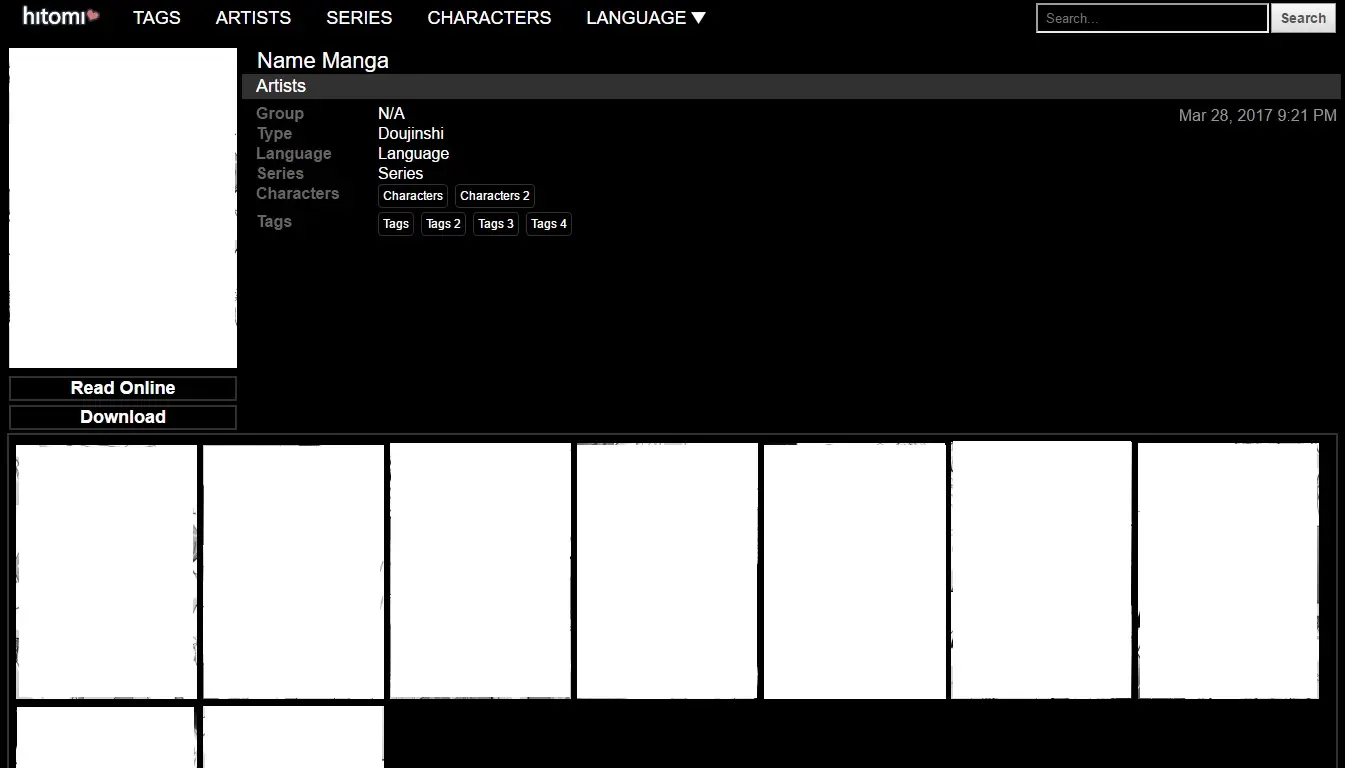 hitomi TAGS ARTISTS SERIES CHARACTERS LANGUAGE ▼ Search... Search
Name Manga
Artists
Group N/A Mar 28, 2017 9:21 PM
Type Doujinshi
Language Language
Series Series
Characters Characters Characters 2
Tags Tags Tags 2 Tags 3 Tags 4
Read Online
Download